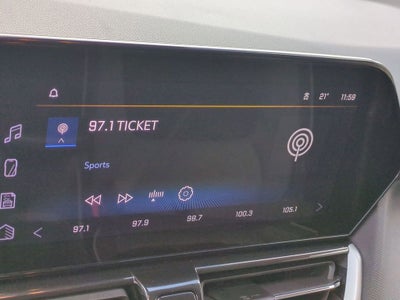 21° 11:59
97.1 TICKET
Sports
97.1 97.9 98.7 100.3 105.1